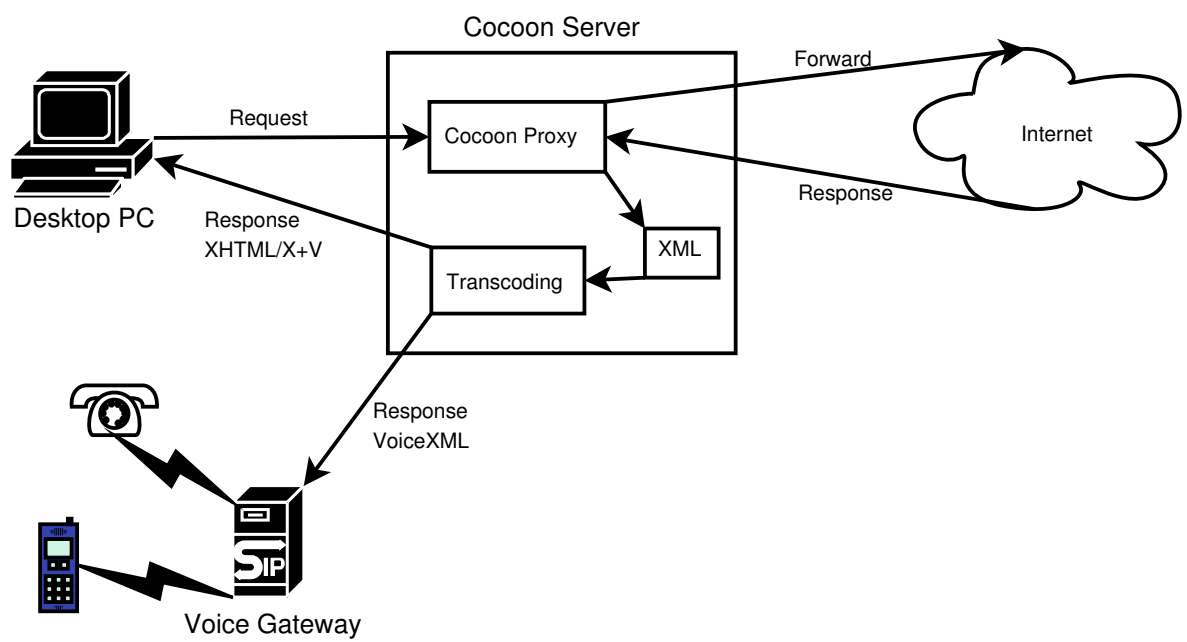 Cocoon Server
Forward
Request
Cocoon Proxy
Internet
Response
Desktop PC
Response
XHTML/X+V
XML
Transcoding
Response
VoiceXML
SIP
Voice Gateway